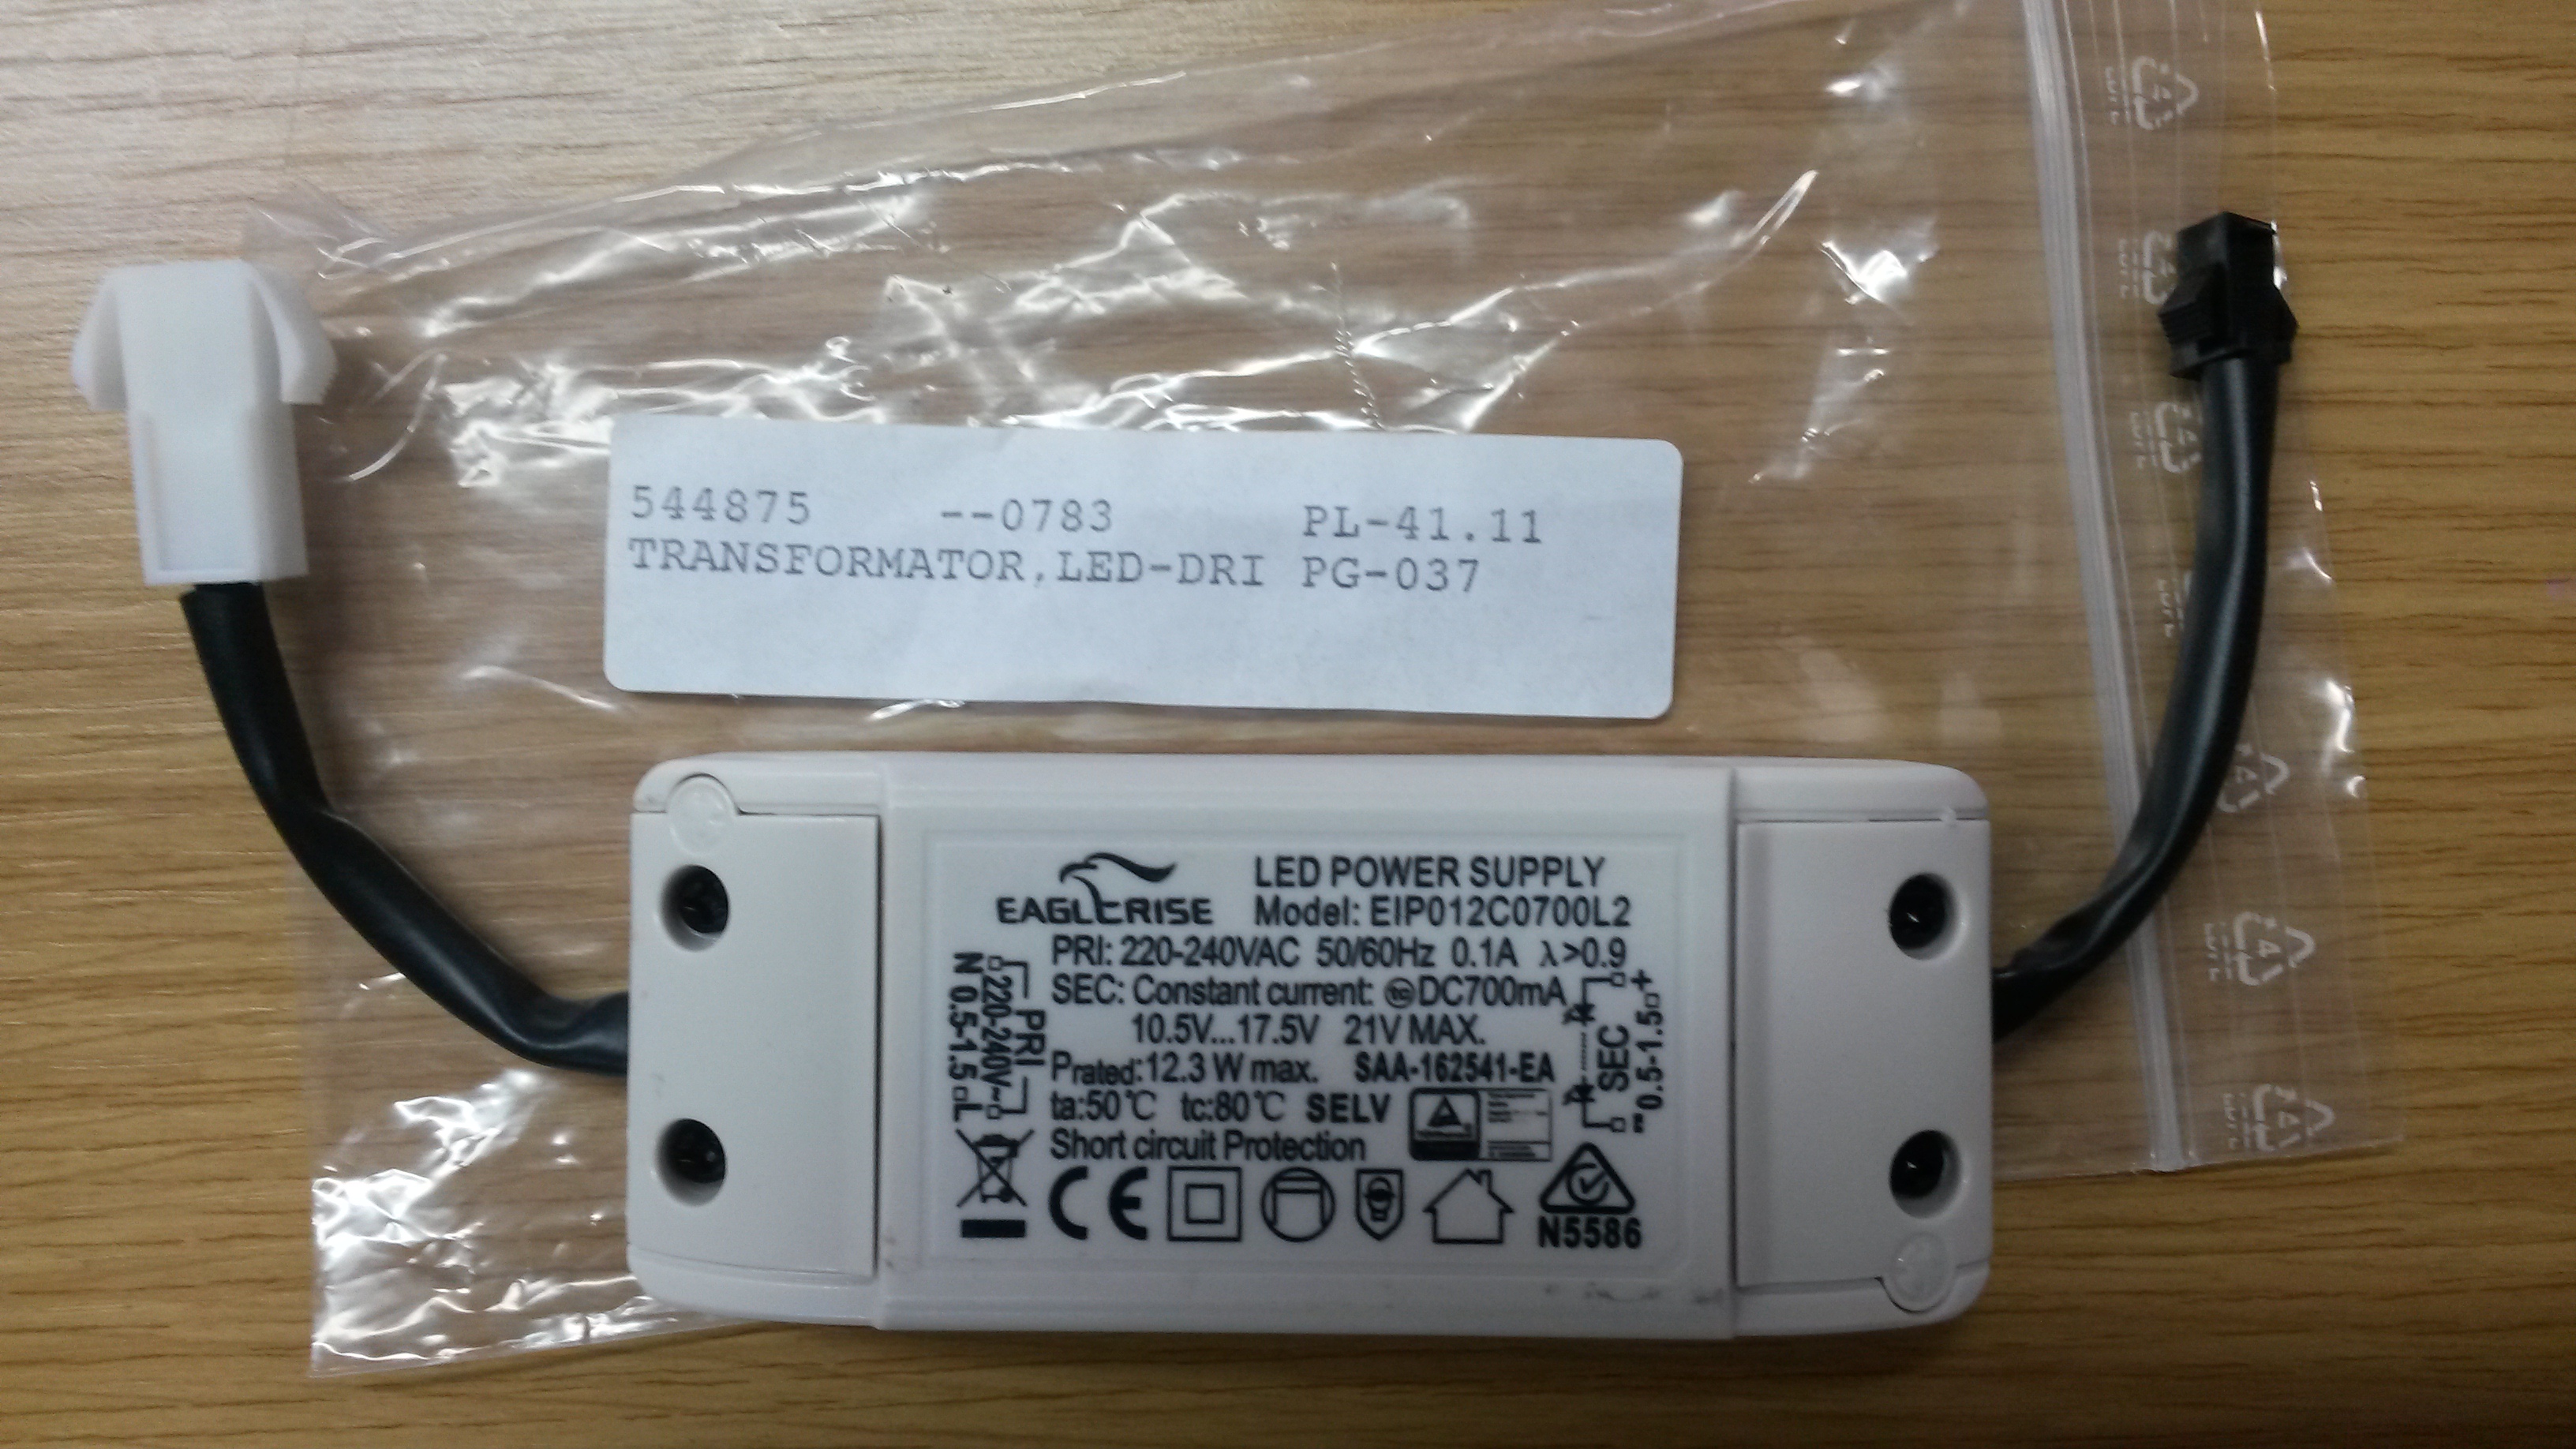 544875 --0783 PL-41.11
TRANSFORMATOR,LED-DRI PG-037
EAGLERISE
LED POWER SUPPLY
Model: EIP012C0700L2
PRI: 220-240VAC 50/60Hz 0.1A λ>0.9
SEC: Constant current: DC700mA
10.5V...17.5V 21V MAX.
Prated:12.3 W max. SAA-162541-EA
ta:50℃ tc:80℃ SELV
Short circuit Protection
CE
N5586
PRI
220-240V~
N 0.5-1.5□ L
SEC
0.5-1.5□
+
-